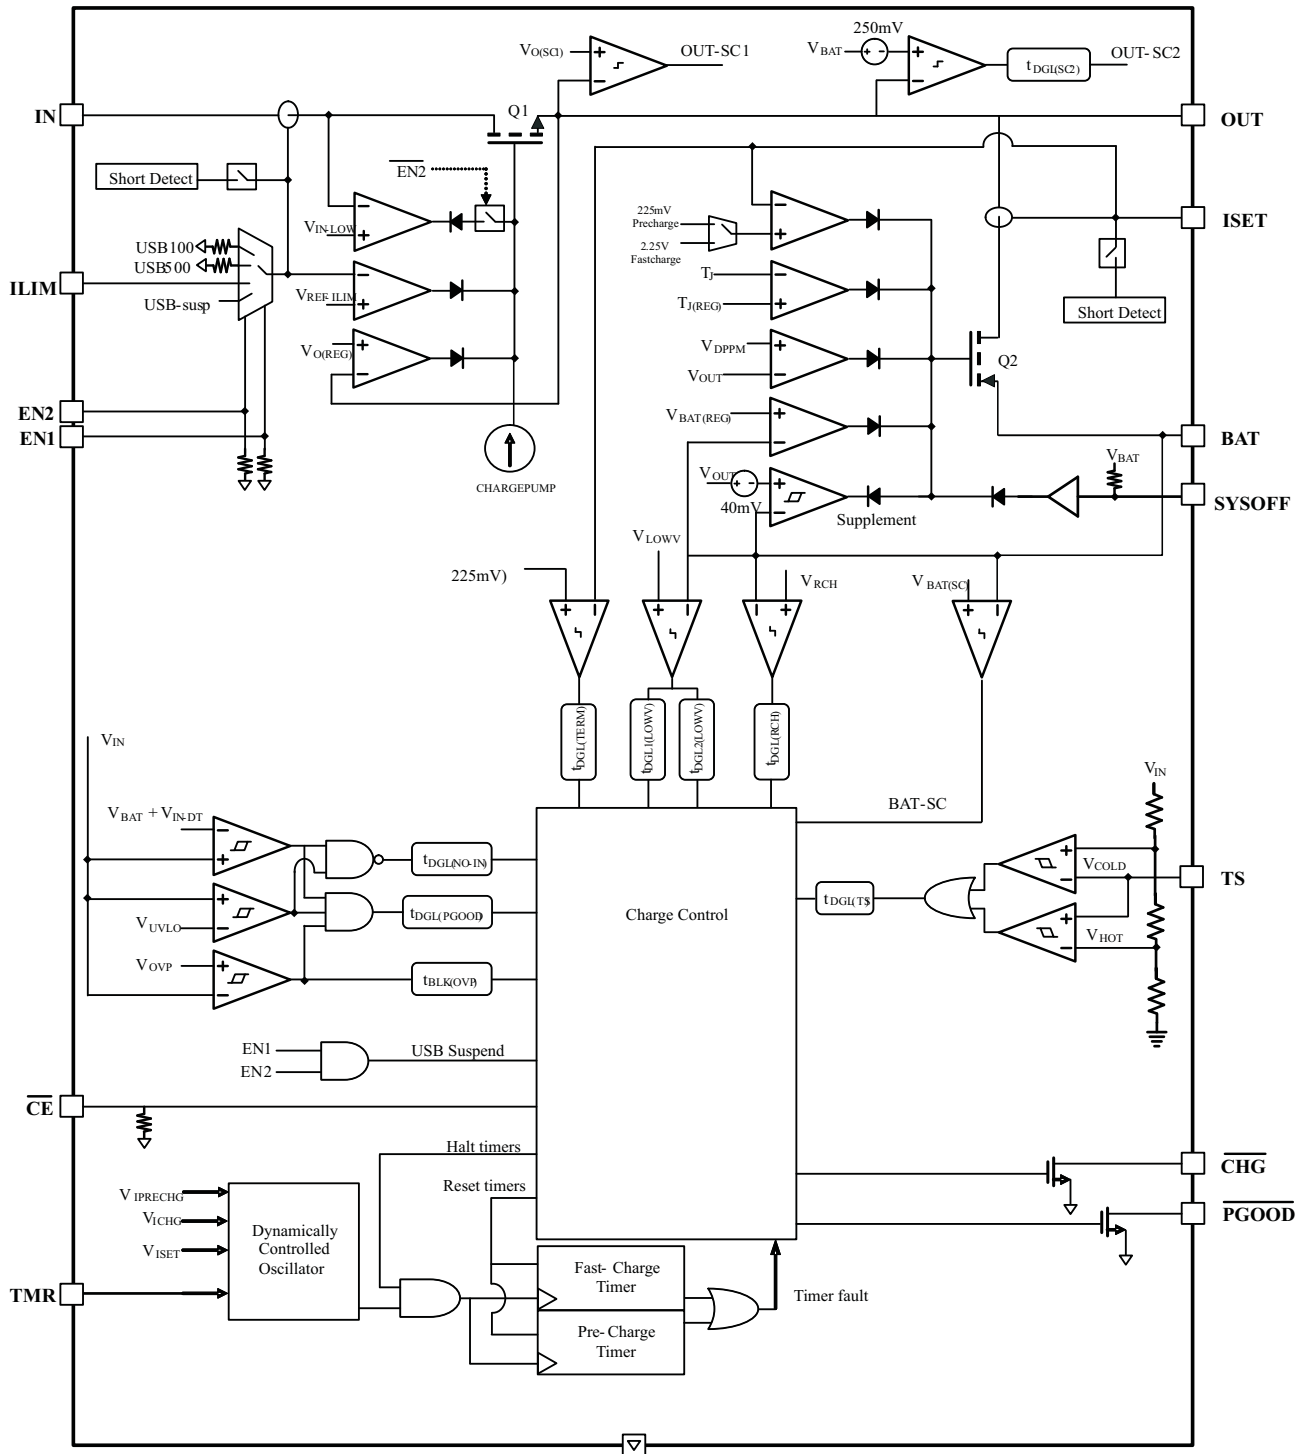 250mV
VO(SC1)
OUT-SC1
VBAT
tDGL(SC2)
OUT-SC2
IN
Q1
OUT
Short Detect
EN2
225mV
Precharge
2.25V
Fastcharge
ISET
VIN-LOW
USB100
USB500
TJ
ILIM
USB-susp
VREF-ILIM
TJ(REG)
Short Detect
VO(REG)
VDPPM
VOUT
Q2
EN2
EN1
VBAT(REG)
BAT
VBAT
VOUT
CHARGEPUMP
40mV
Supplement
SYSOFF
VLOWV
225mV)
VRCH
VBAT(SC)
tDGL(TERM)
tDGL1(LOWV)
tDGL2(LOWV)
tDGL(RCH)
VIN
VIN
VBAT + VIN-DT
BAT-SC
tDGL(NO-IN)
VCOLD
TS
tDGL(PGOOD)
Charge Control
tDGL(TS)
VUVLO
VHOT
VOVP
tBLK(OVP)
EN1
USB Suspend
EN2
CE
Halt timers
CHG
Reset timers
VIPRECHG
VICHG
VISET
Dynamically
Controlled
Oscillator
PGOOD
Fast- Charge
Timer
TMR
Timer fault
Pre- Charge
Timer